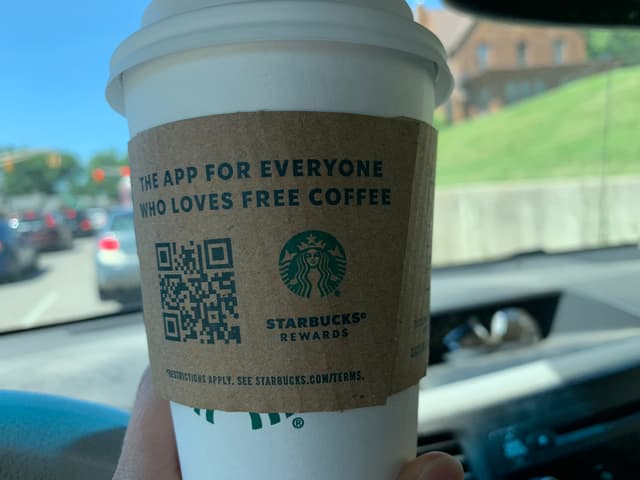 THE APP FOR EVERYONE
WHO LOVES FREE COFFEE
STARBUCKS®
REWARDS
*RESTRICTIONS APPLY. SEE STARBUCKS.COM/TERMS.
®